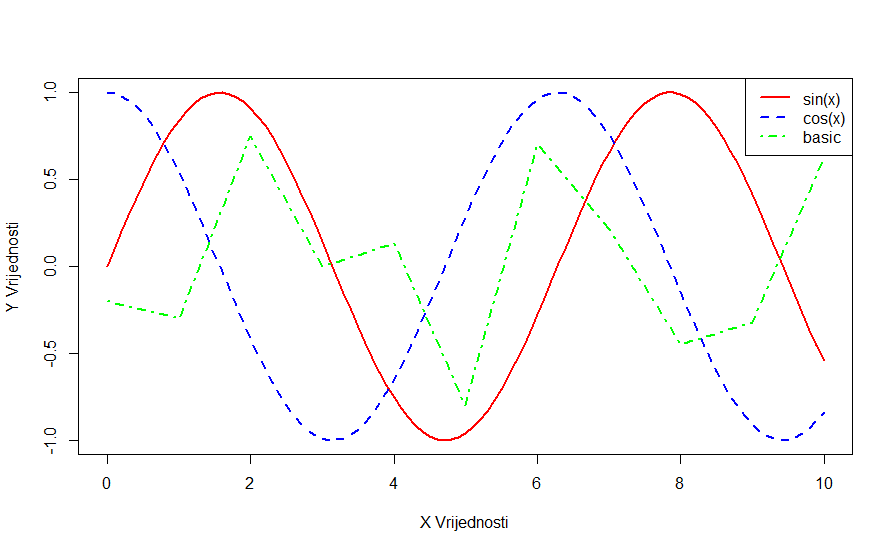 sin(x)
cos(x)
basic
Y Vrijednosti
1.0
0.5
0.0
-0.5
-1.0
0 2 4 6 8 10
X Vrijednosti